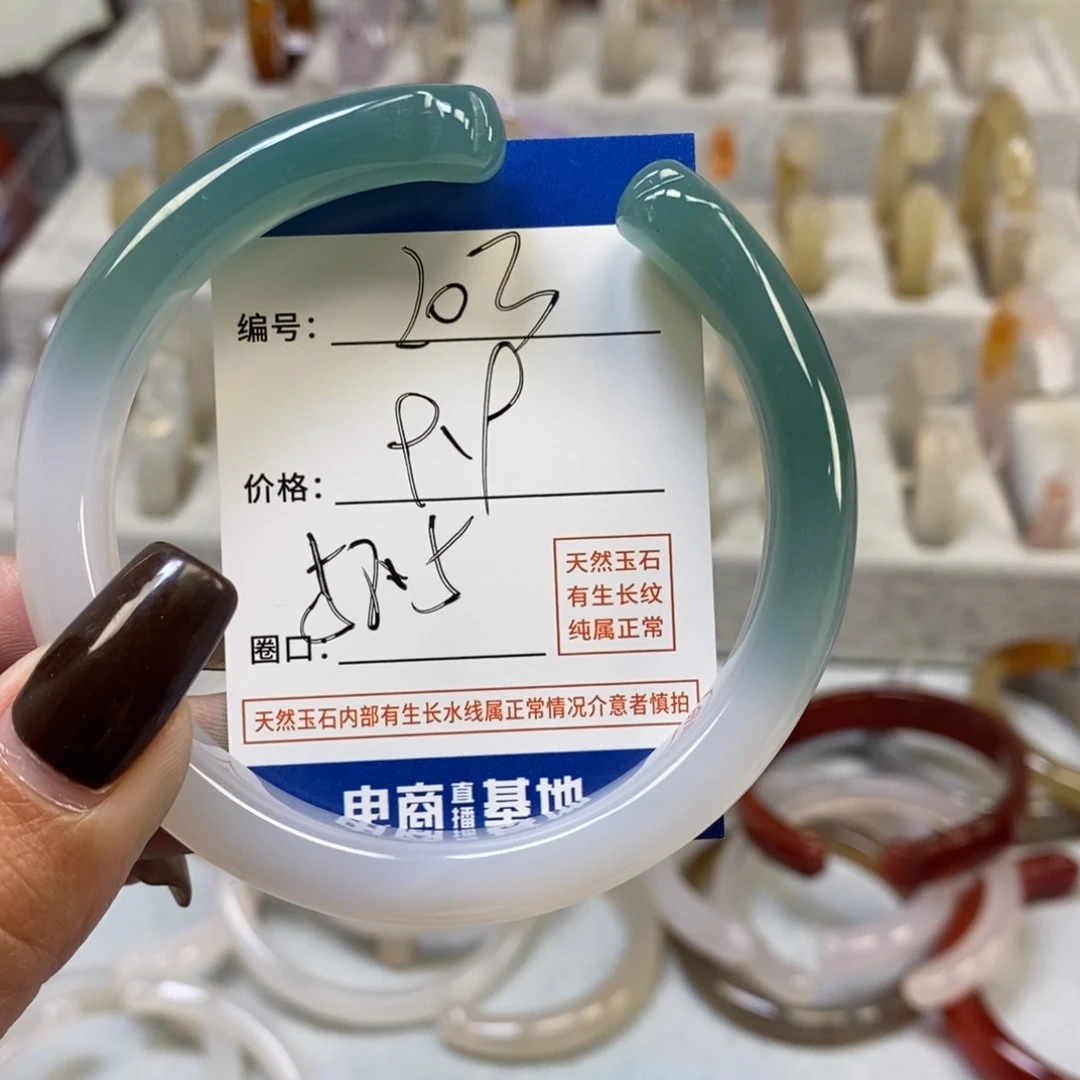 编号: 203
价格:
圈口:
天然玉石
有生长纹
纯属正常
天然玉石内部有生长水线属正常情况介意者慎拍
电商直播基地